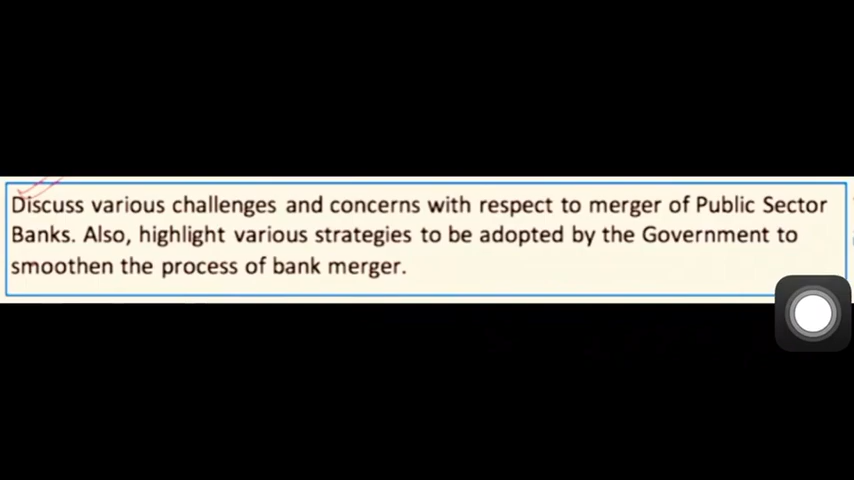 Discuss various challenges and concerns with respect to merger of Public Sector
Banks. Also, highlight various strategies to be adopted by the Government to
smoothen the process of bank merger.